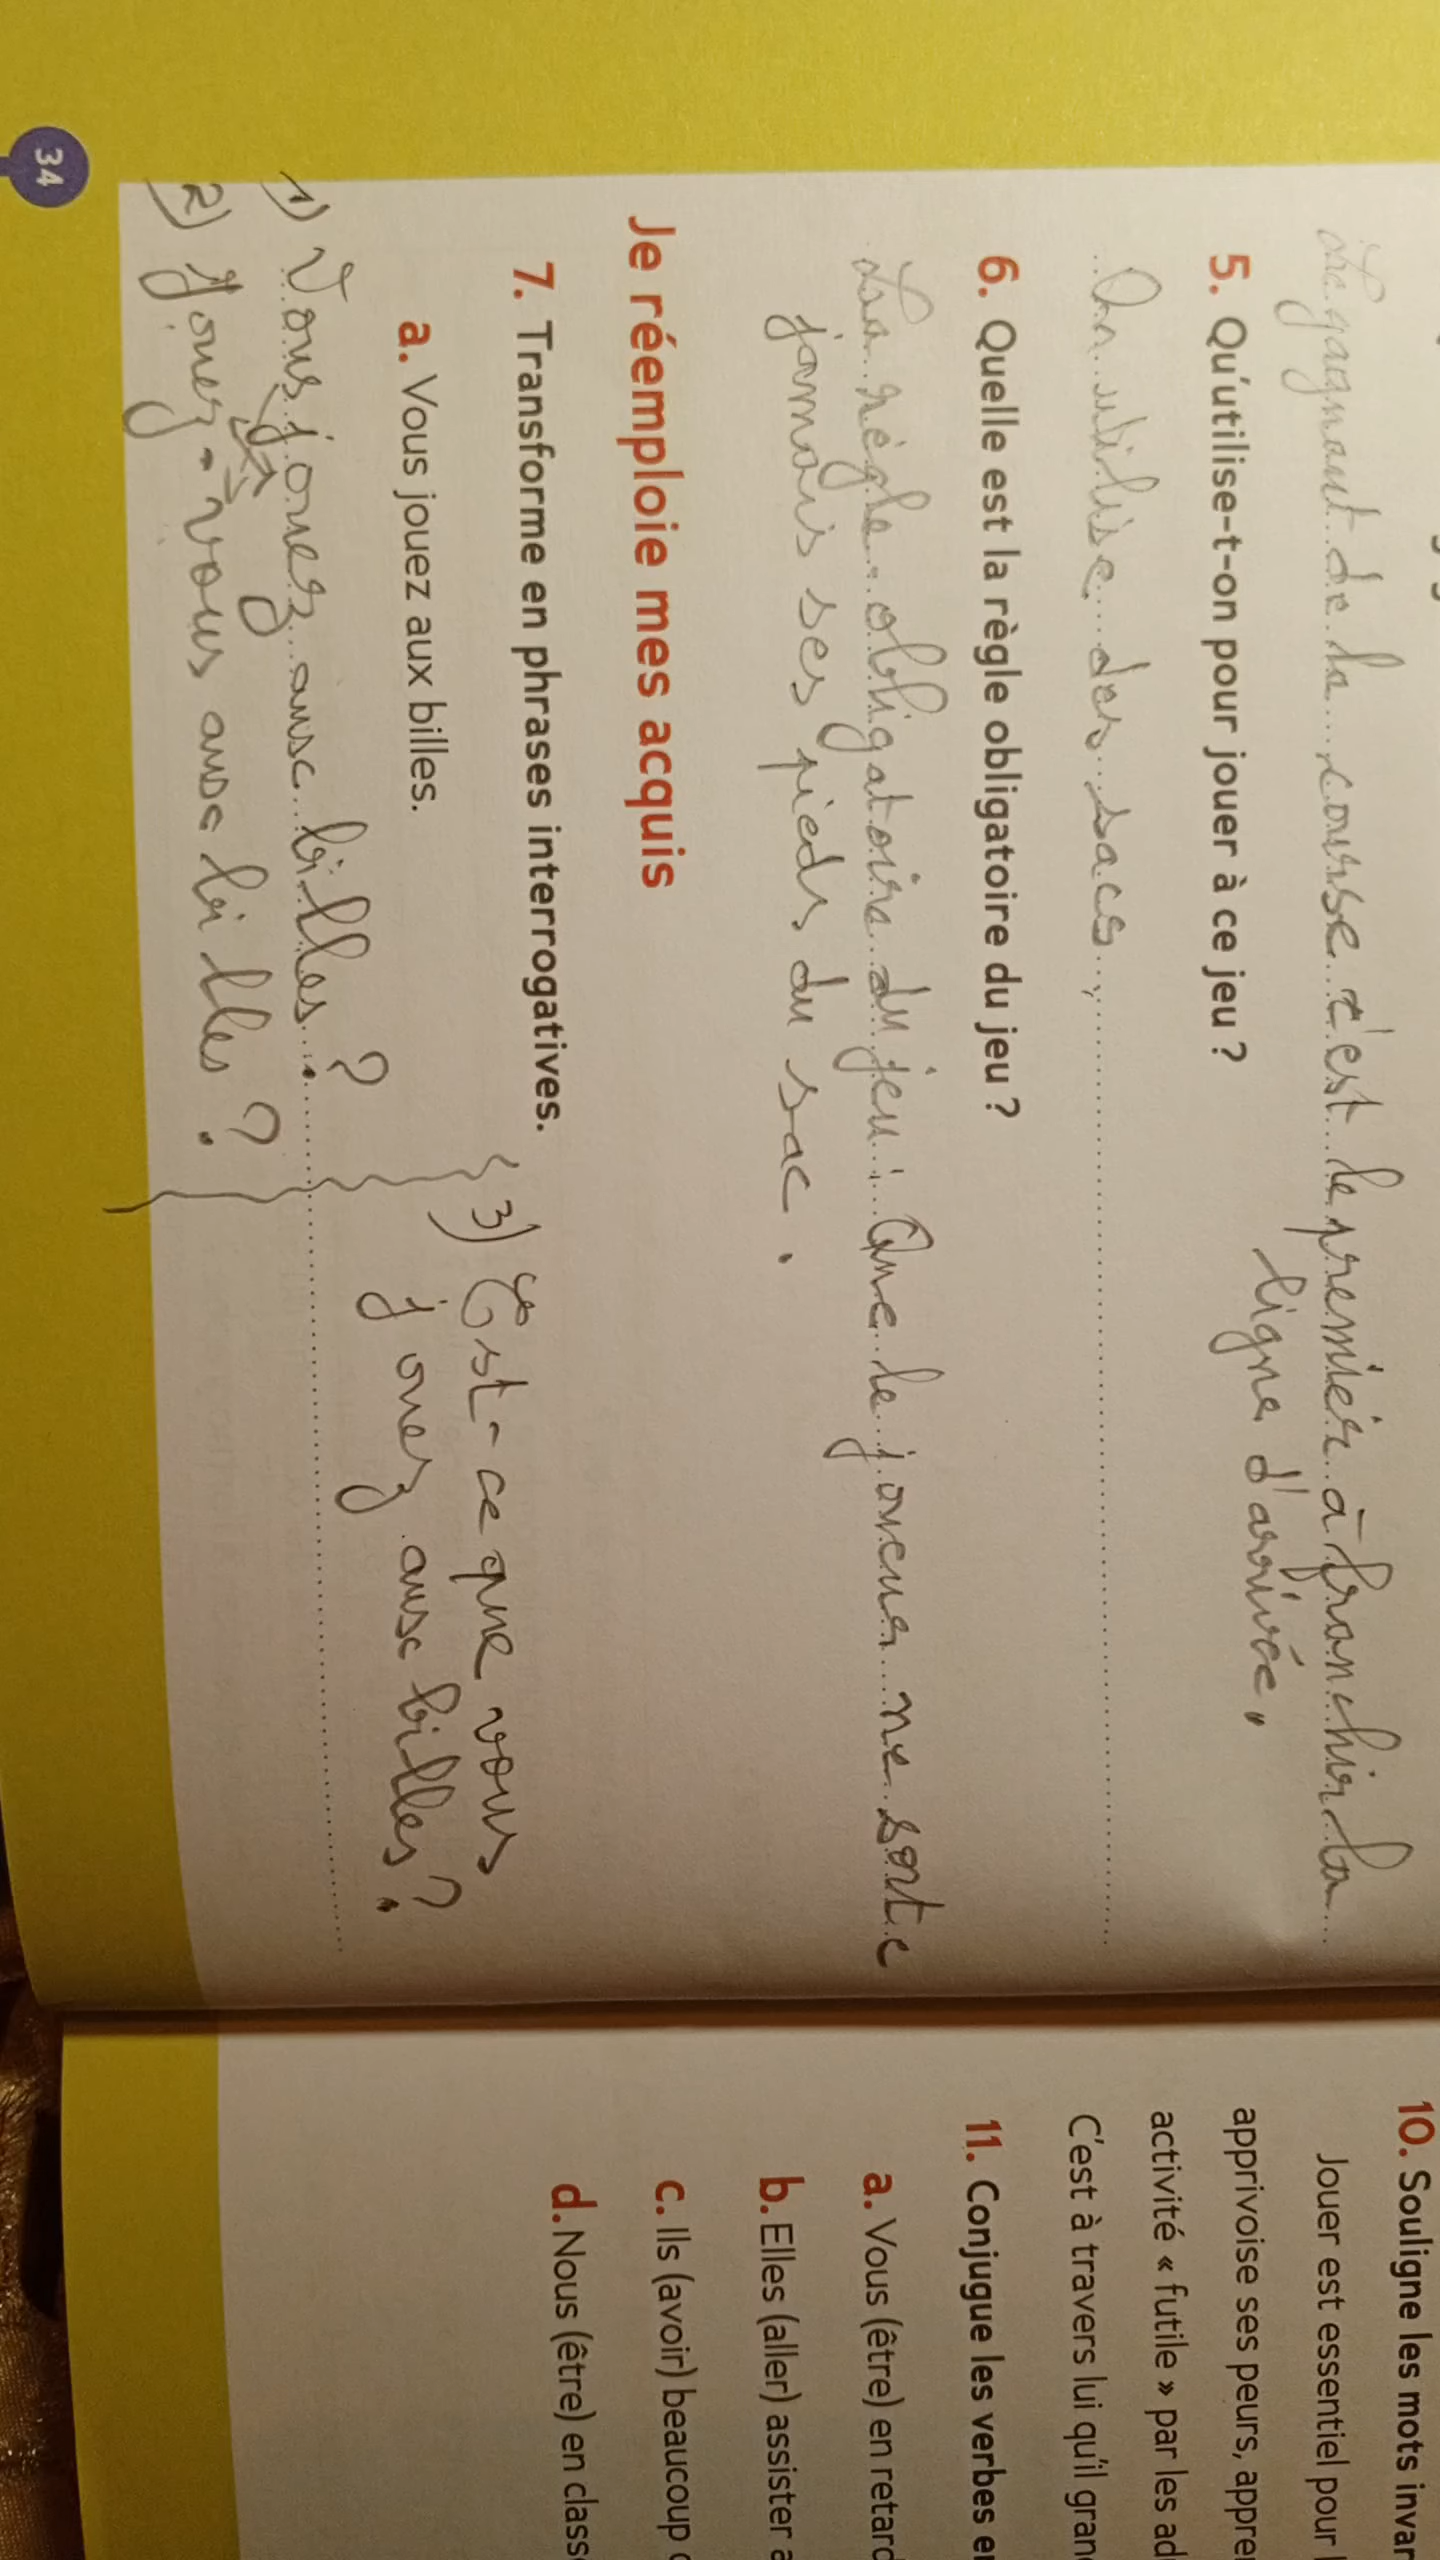 Le gagnant de la course c'est le premier à franchir la
ligne d'arrivée.
5. Qu'utilise-t-on pour jouer à ce jeu ?
On utilise des sacs.
6. Quelle est la règle obligatoire du jeu ?
La règle obligatoire du jeu : Que le joueur ne sorte
jamais ses pieds du sac.
Je réemploie mes acquis
7. Transforme en phrases interrogatives.
a. Vous jouez aux billes.
1) Vous jouez aux billes ?
2) Jouez-vous aux billes ?
3) Est-ce que vous
jouez aux billes ?
34
10. Souligne les mots invar
Jouer est essentiel pour l
apprivoise ses peurs, appre
activité « futile » par les ad
C'est à travers lui qu'il gran
11. Conjugue les verbes e
a. Vous (être) en retard
b. Elles (aller) assister a
c. Ils (avoir) beaucoup
d. Nous (être) en class